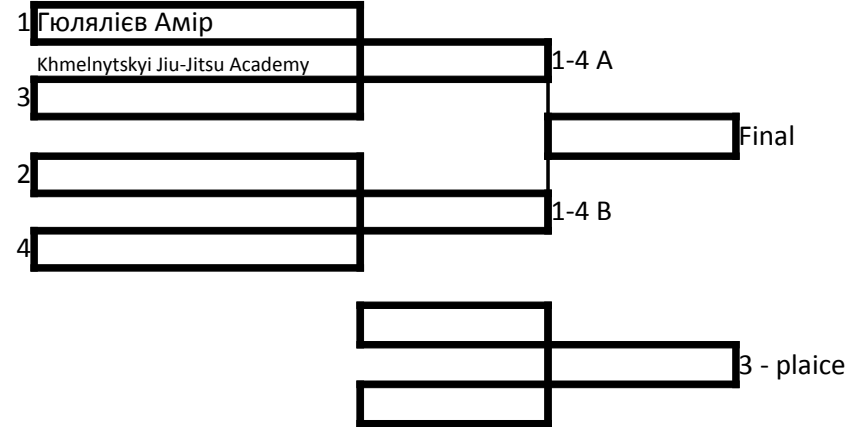 1 Гюлялієв Амір
Khmelnytskyi Jiu-Jitsu Academy
1-4 A
3
Final
2
1-4 B
4
3 - plaice